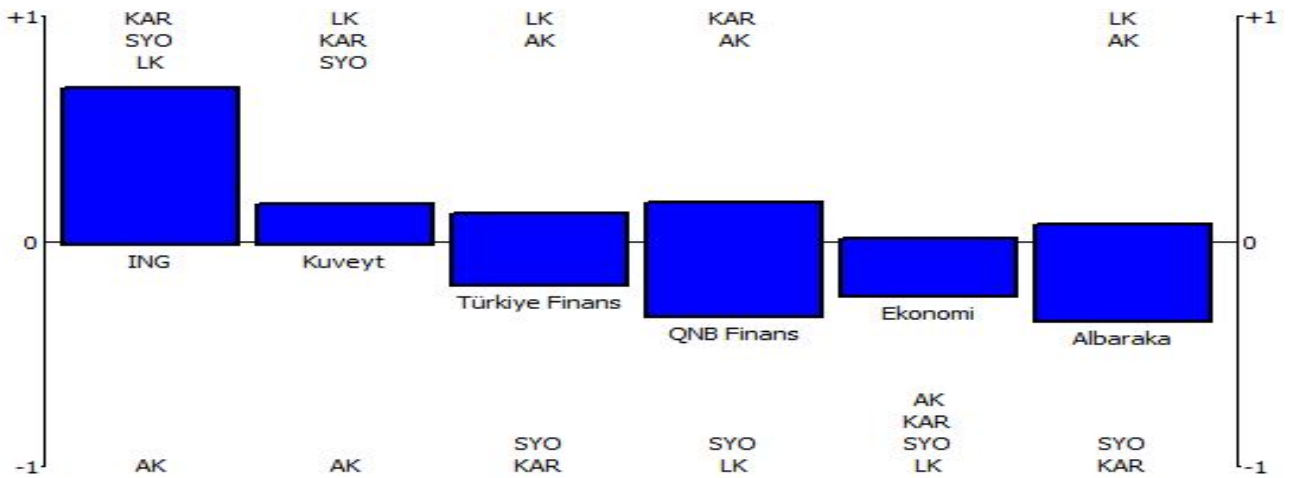 +1 KAR LK LK KAR LK +1
SYO KAR AK AK AK
LK SYO
0 0
ING Kuveyt
Türkiye Finans
Ekonomi
QNB Finans
Albaraka
AK
KAR
SYO SYO SYO SYO
-1 AK AK KAR LK LK KAR -1